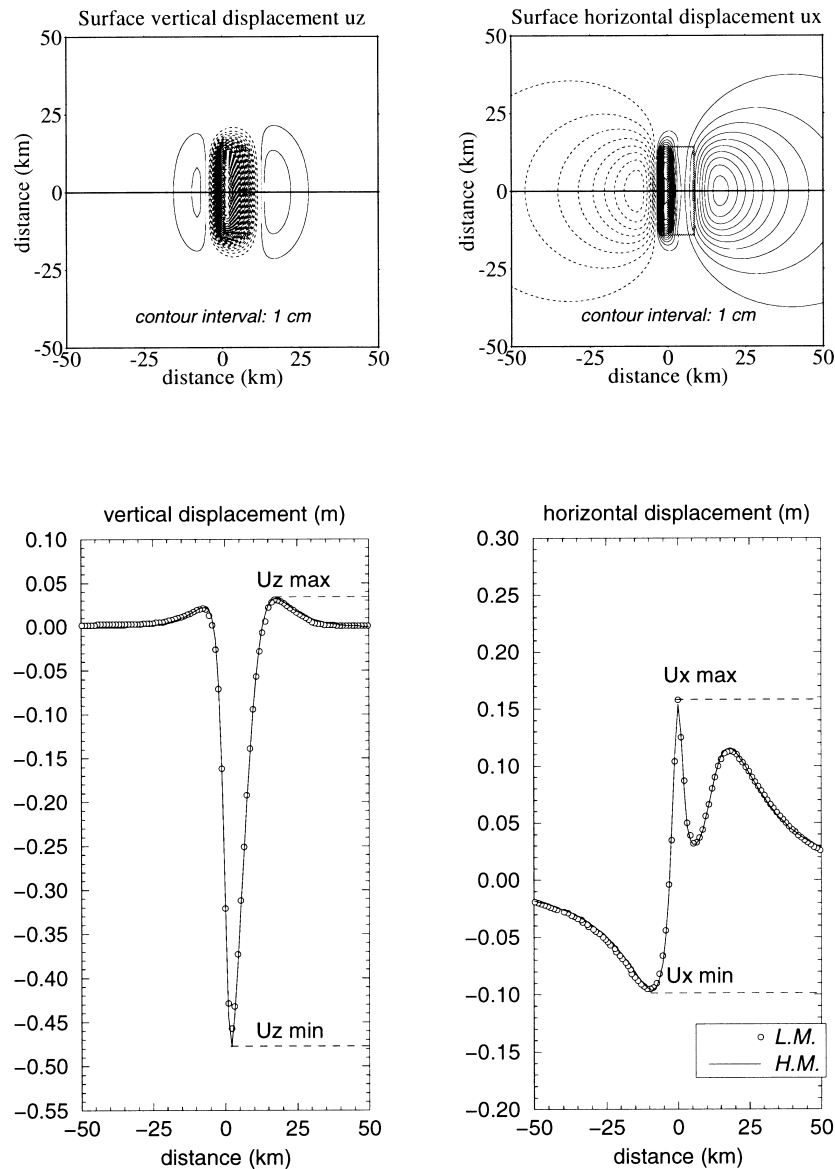 Surface vertical displacement uz
50
25
0
-25
-50
distance (km)
contour interval: 1 cm
-50 -25 0 25 50
distance (km)
Surface horizontal displacement ux
50
25
0
-25
-50
distance (km)
contour interval: 1 cm
-50 -25 0 25 50
distance (km)
vertical displacement (m)
0.10
0.05
0.00
−0.05
−0.10
−0.15
−0.20
−0.25
−0.30
−0.35
−0.40
−0.45
−0.50
−0.55
Uz max
Uz min
−50 −25 0 25 50
distance (km)
horizontal displacement (m)
0.30
0.25
0.20
0.15
0.10
0.05
0.00
−0.05
−0.10
−0.15
−0.20
Ux max
Ux min
L.M.
H.M.
−50 −25 0 25 50
distance (km)